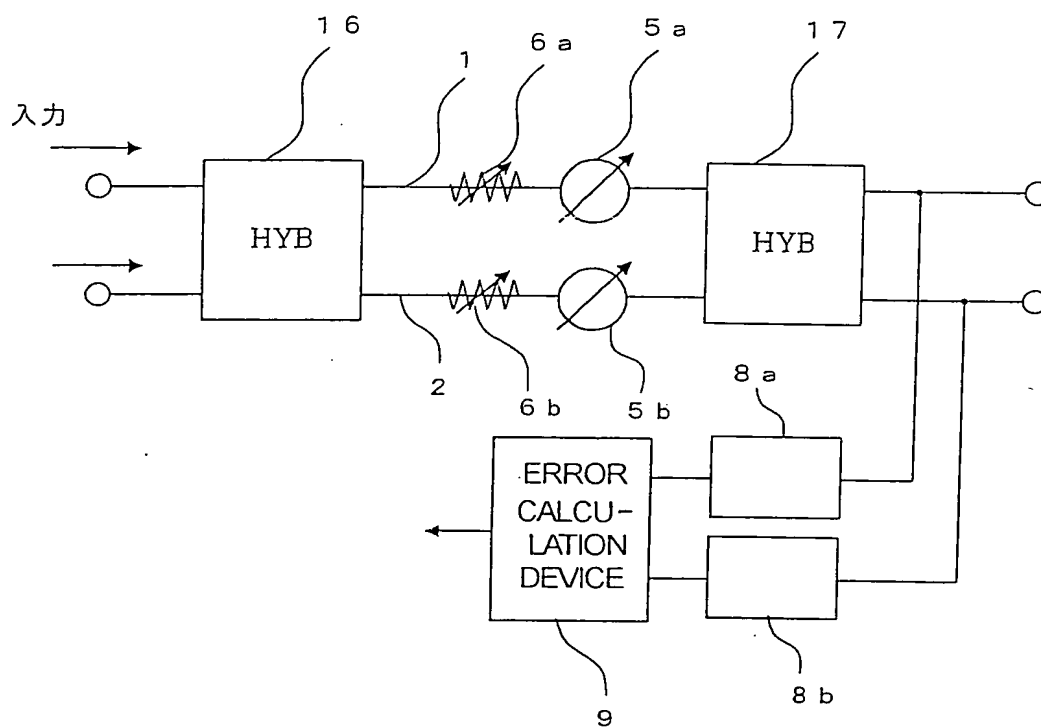 16
6a
5a
17
1
入力
HYB
HYB
2
6b
5b
8a
ERROR
CALCU-
LATION
DEVICE
9
8b